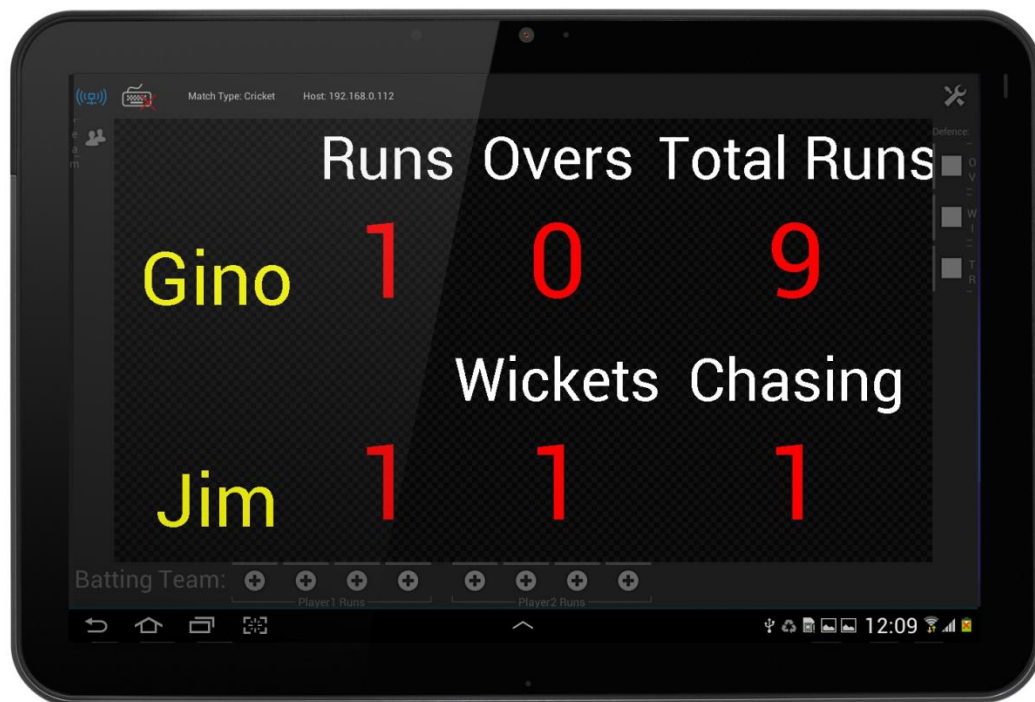 Match Type: Cricket Host: 192.168.0.112
Defence:
Runs Overs Total Runs
Gino 1 0 9
Wickets Chasing
Jim 1 1 1
O
V
W
I
T
R
Batting Team:
Player1 Runs Player2 Runs
12:09